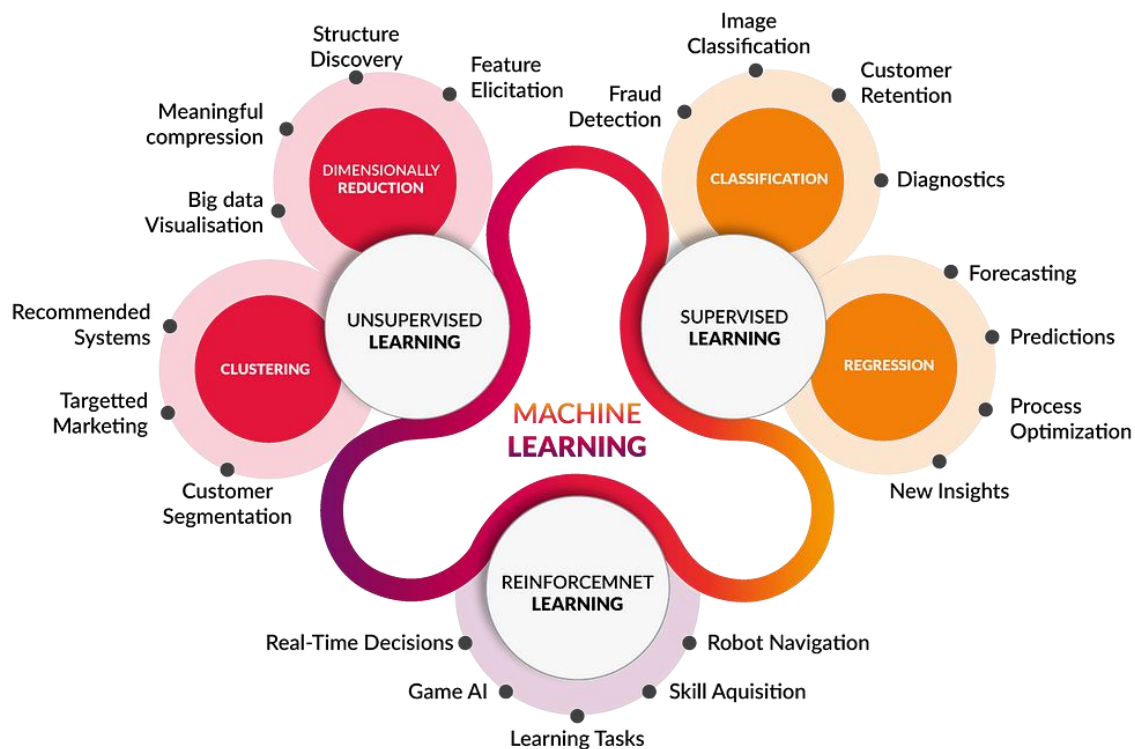 Structure
Discovery
Feature
Elicitation
Meaningful
compression
DIMENSIONALLY
REDUCTION
Big data
Visualisation
UNSUPERVISED
LEARNING
Recommended
Systems
CLUSTERING
Targetted
Marketing
Customer
Segmentation
Image
Classification
Customer
Retention
Fraud
Detection
CLASSIFICATION
Diagnostics
SUPERVISED
LEARNING
Forecasting
Predictions
REGRESSION
Process
Optimization
New Insights
MACHINE
LEARNING
REINFORCEMNET
LEARNING
Real-Time Decisions
Robot Navigation
Game AI
Skill Aquisition
Learning Tasks